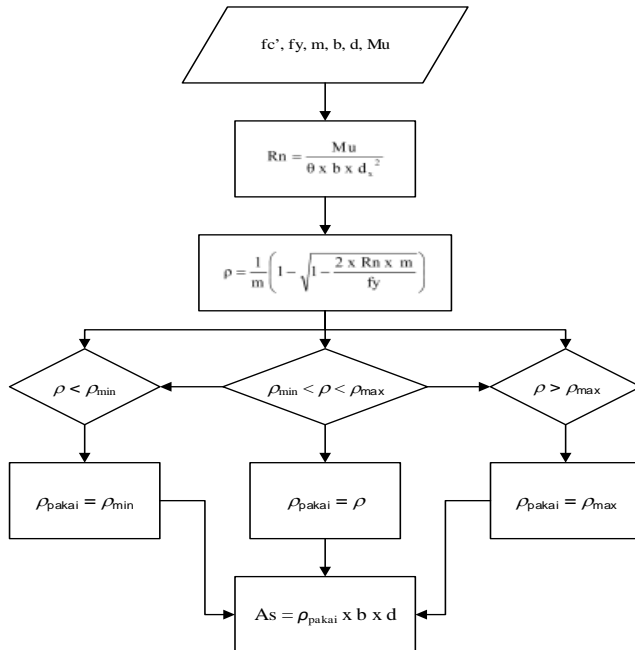 fc’, fy, m, b, d, Mu
Rn = Mu / θ x b x dₓ²
ρ = 1/m (1 − √(1 − 2 x Rn x m / fy))
ρ < ρmin
ρmin < ρ < ρmax
ρ > ρmax
ρpakai = ρmin
ρpakai = ρ
ρpakai = ρmax
As = ρpakai x b x d